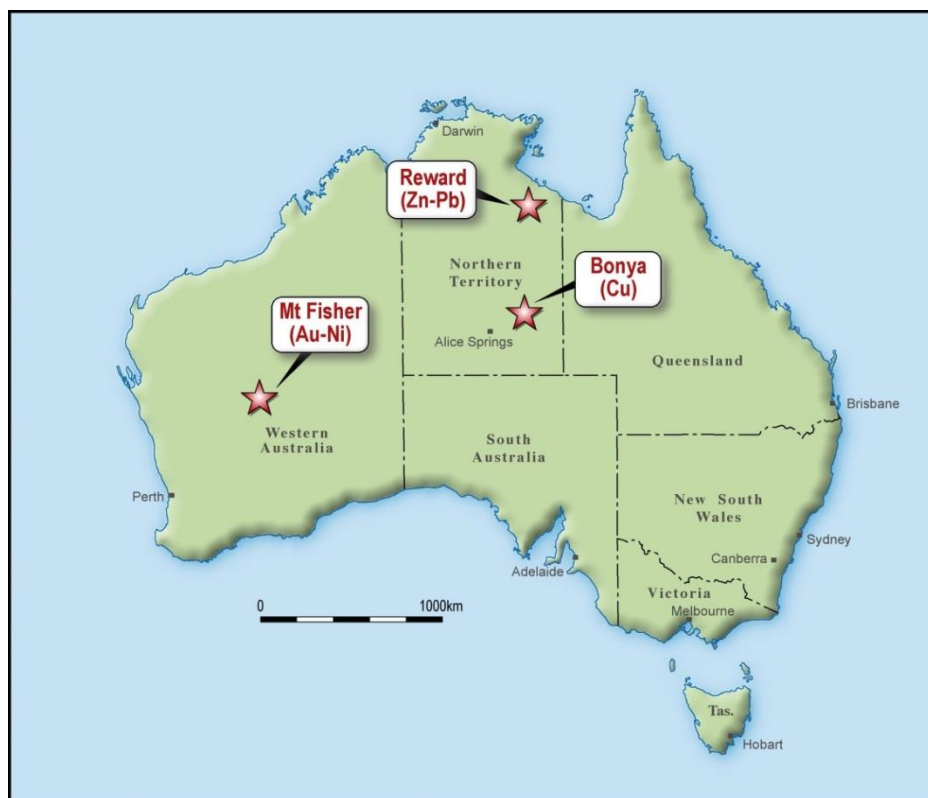 Darwin
Reward
(Zn-Pb)
Northern
Territory
Bonya
(Cu)
Mt Fisher
(Au-Ni)
Alice Springs
Queensland
Brisbane
Western
Australia
South
Australia
Perth
New South
Wales
Sydney
Canberra
Adelaide
Victoria
Melbourne
0 1000km
Tas.
Hobart